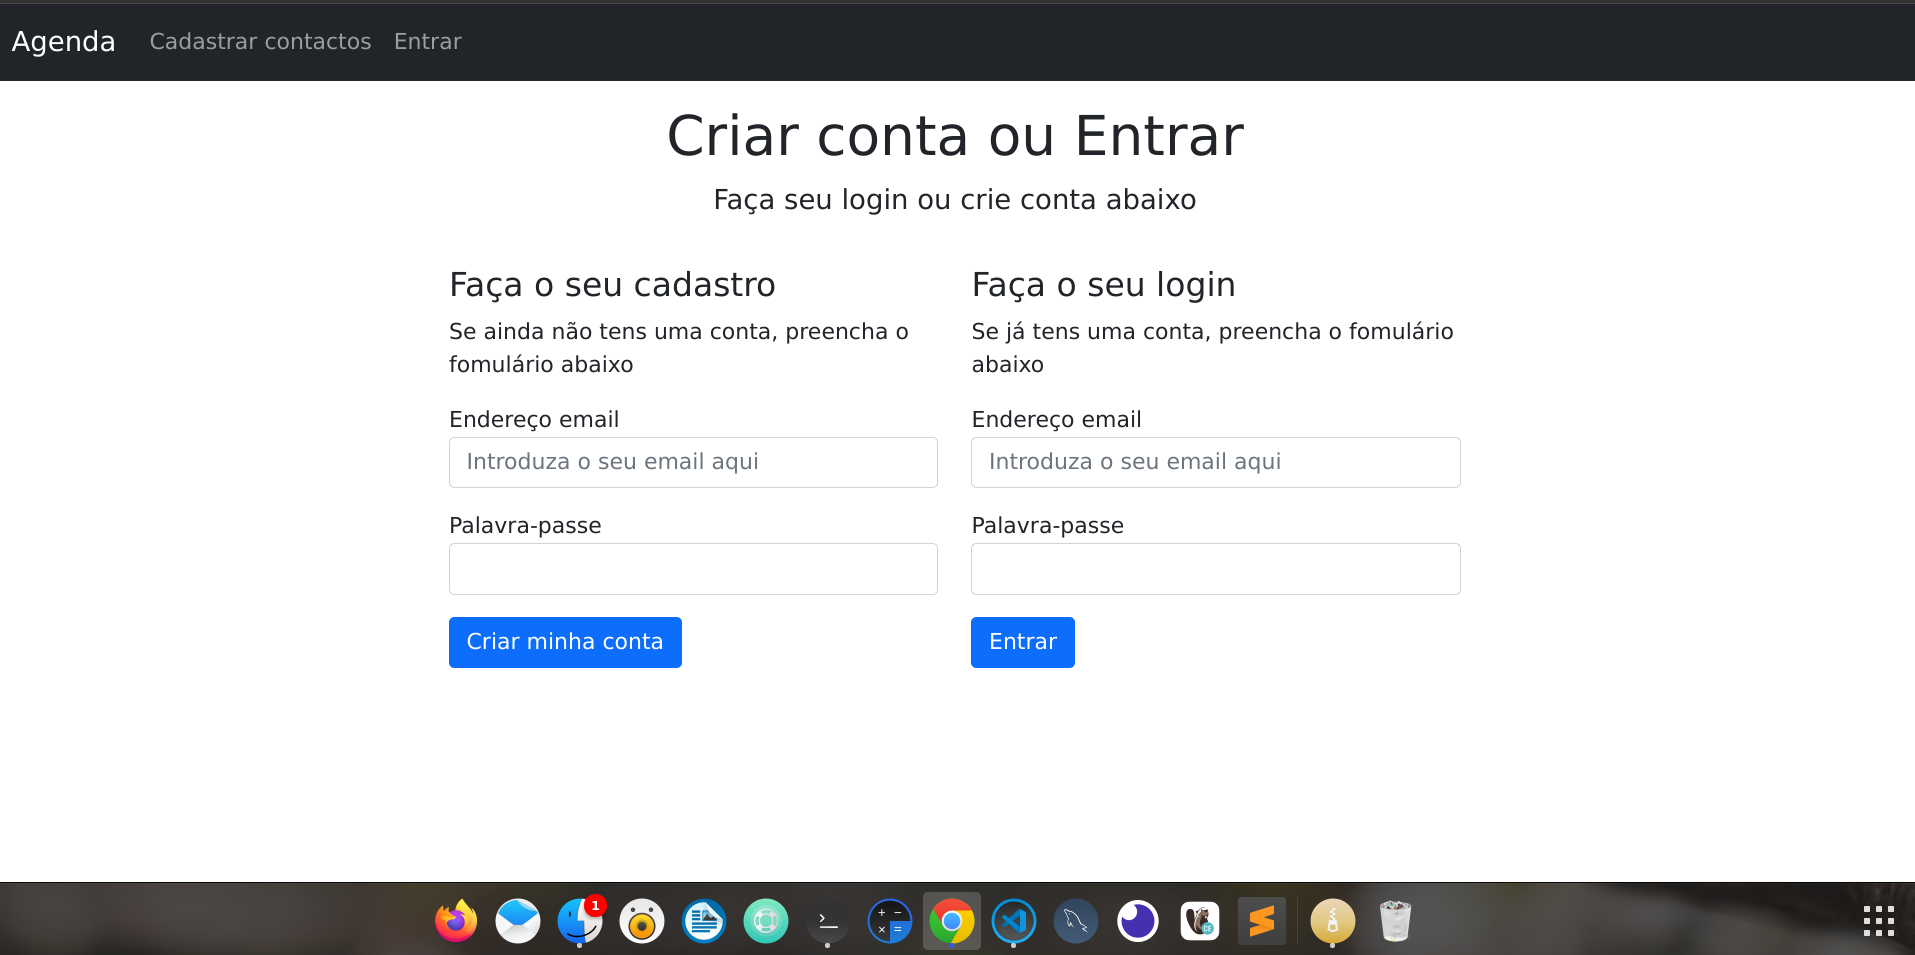 Agenda Cadastrar contactos Entrar
Criar conta ou Entrar
Faça seu login ou crie conta abaixo
Faça o seu cadastro
Se ainda não tens uma conta, preencha o
fomulário abaixo
Endereço email
Introduza o seu email aqui
Palavra-passe
Criar minha conta
Faça o seu login
Se já tens uma conta, preencha o fomulário
abaixo
Endereço email
Introduza o seu email aqui
Palavra-passe
Entrar
1
CE